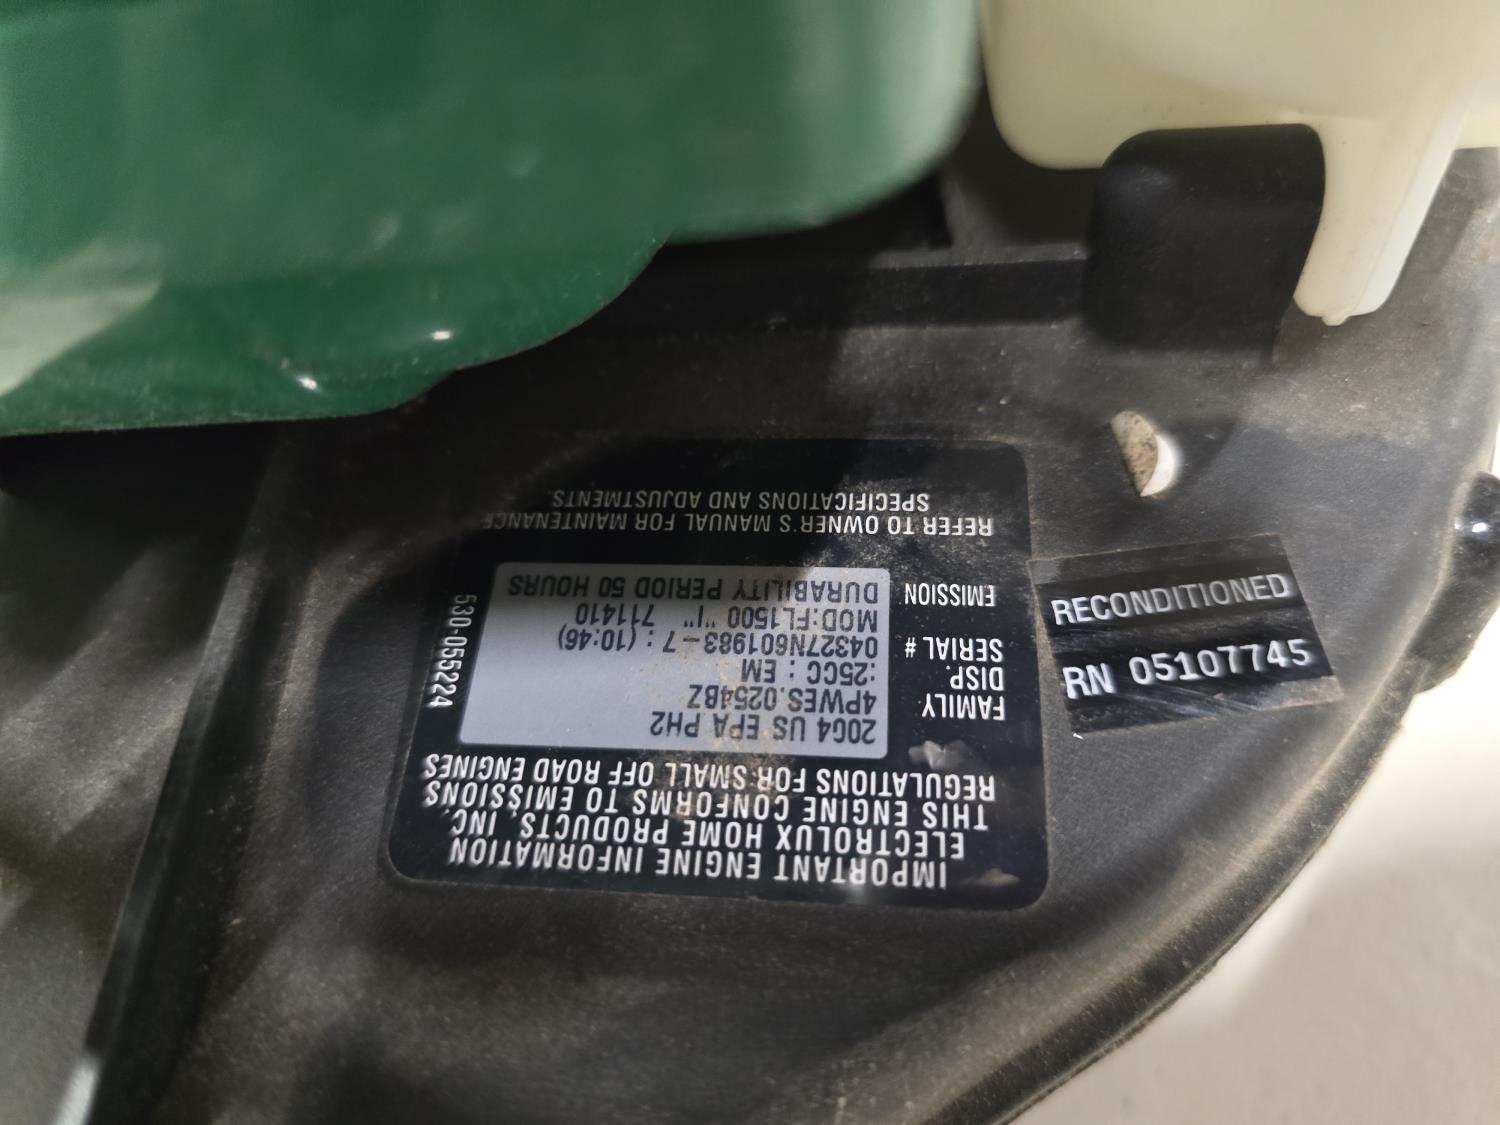 IMPORTANT ENGINE INFORMATION
ELECTROLUX HOME PRODUCTS, INC.
THIS ENGINE CONFORMS TO EMISSIONS
REGULATIONS FOR SMALL OFF ROAD ENGINES
2004 US EPA PH2
FAMILY 4PWES.0254BZ
DISP. :25CC : EM
SERIAL # 04327N601983-7 : (10:46)
MOD:FL1500 "I" 711410
EMISSION DURABILITY PERIOD 50 HOURS
REFER TO OWNER'S MANUAL FOR MAINTENANCE
SPECIFICATIONS AND ADJUSTMENTS
530-055224
RECONDITIONED
RN 05107745